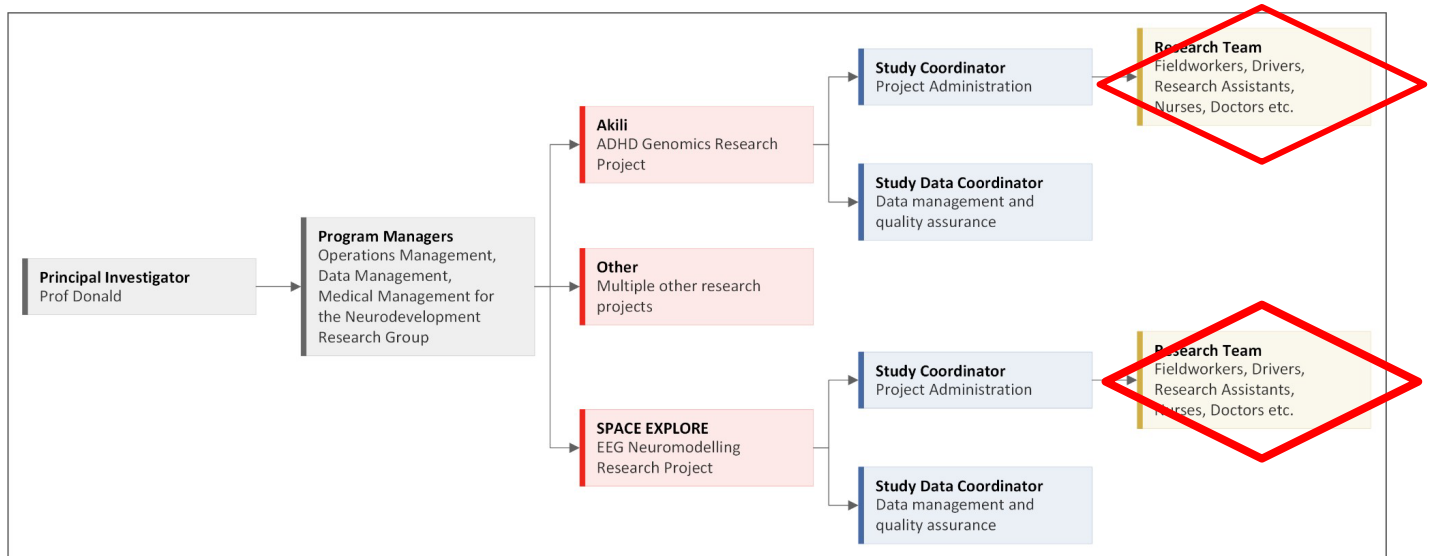 Principal Investigator
Prof Donald
Program Managers
Operations Management,
Data Management,
Medical Management for
the Neurodevelopment
Research Group
Akili
ADHD Genomics Research
Project
Other
Multiple other research
projects
SPACE EXPLORE
EEG Neuromodelling
Research Project
Study Coordinator
Project Administration
Study Data Coordinator
Data management and
quality assurance
Study Coordinator
Project Administration
Study Data Coordinator
Data management and
quality assurance
Research Team
Fieldworkers, Drivers,
Research Assistants,
Nurses, Doctors etc.
Research Team
Fieldworkers, Drivers,
Research Assistants,
Nurses, Doctors etc.